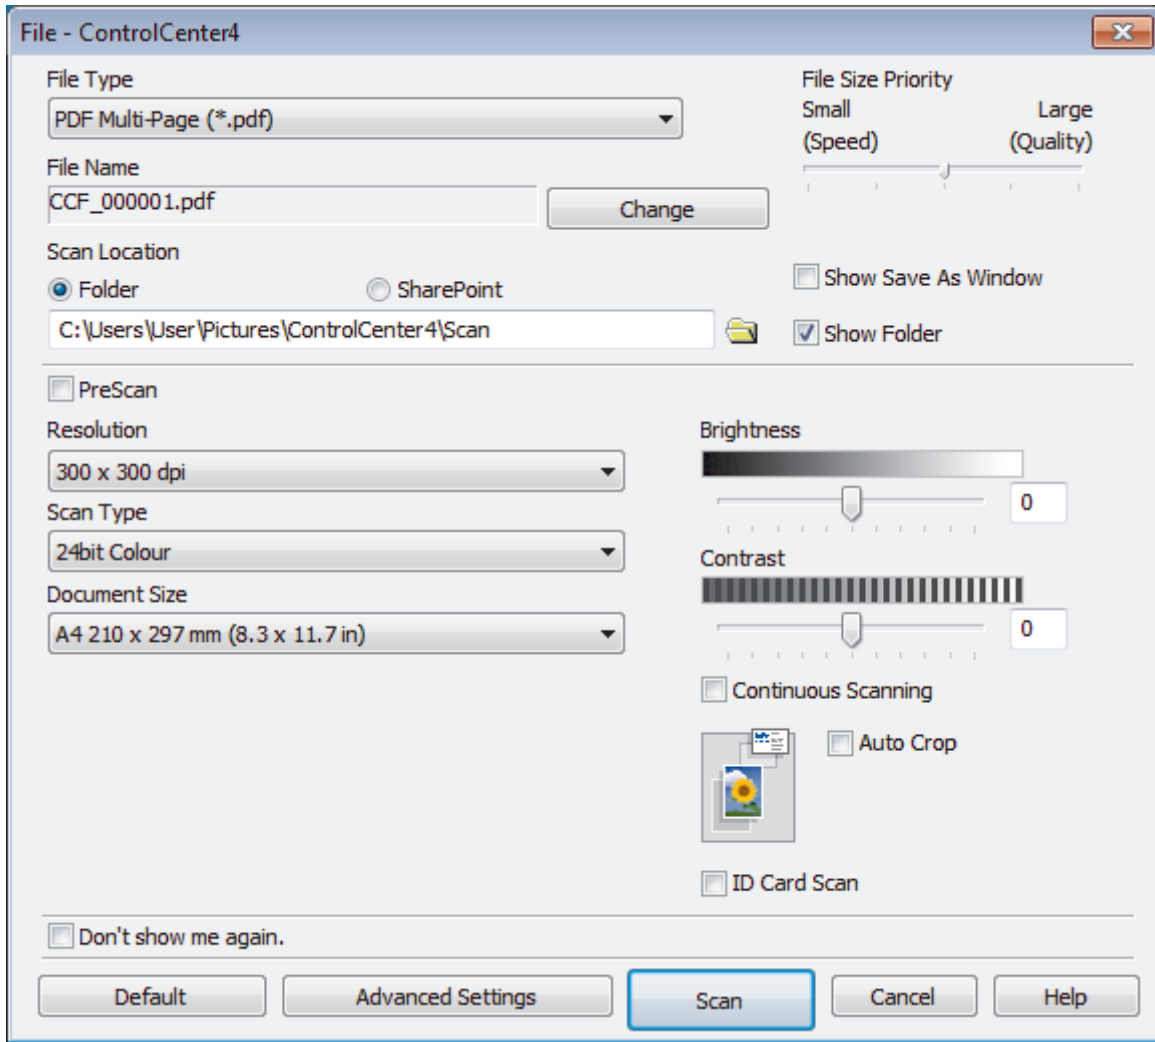 File - ControlCenter4
File Type
PDF Multi-Page (*.pdf)
File Size Priority
Small Large
(Speed) (Quality)
File Name
CCF_000001.pdf
Change
Scan Location
Folder
SharePoint
Show Save As Window
C:\Users\User\Pictures\ControlCenter4\Scan
Show Folder
PreScan
Resolution
300 x 300 dpi
Scan Type
24bit Colour
Document Size
A4 210 x 297 mm (8.3 x 11.7 in)
Brightness
0
Contrast
0
Continuous Scanning
Auto Crop
ID Card Scan
Don't show me again.
Default
Advanced Settings
Scan
Cancel
Help